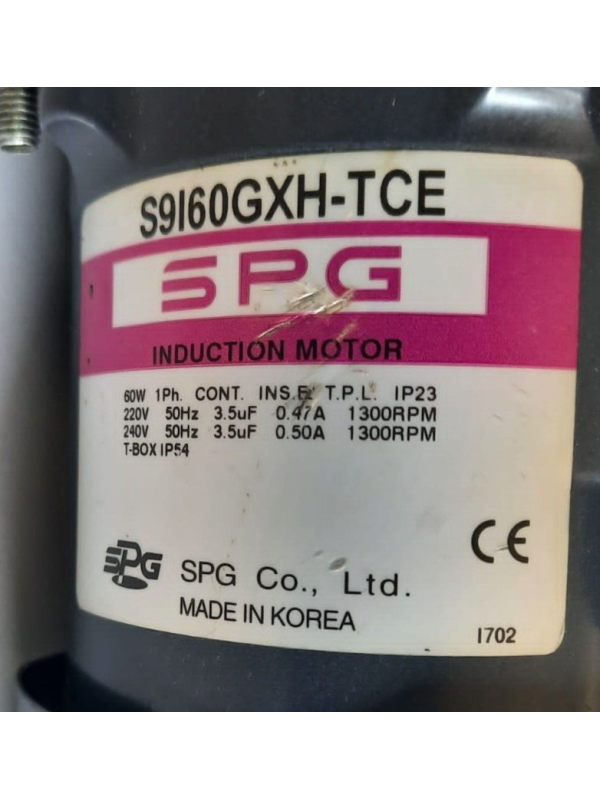 S9I60GXH-TCE
SPG
INDUCTION MOTOR
60W 1Ph. CONT. INS.E. T.P.L. IP23
220V 50Hz 3.5uF 0.47A 1300RPM
240V 50Hz 3.5uF 0.50A 1300RPM
T-BOX IP54
CE
SPG SPG Co., Ltd.
MADE IN KOREA
I702